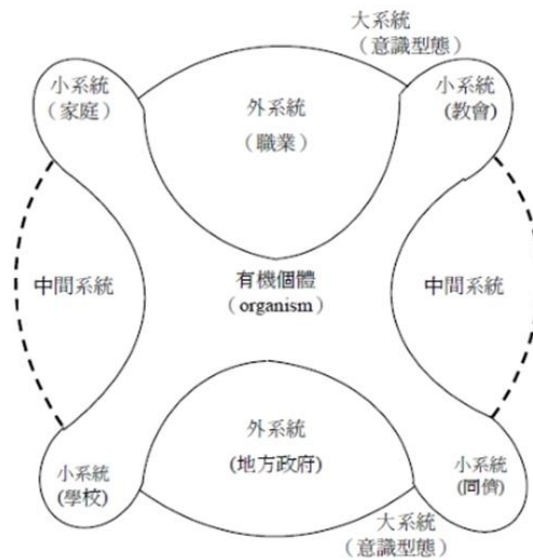 大系統
（意識型態）
小系統
（家庭）
外系統
（職業）
小系統
(教會)
中間系統
有機個體
（organism）
中間系統
外系統
(地方政府)
小系統
(學校)
小系統
(同儕)
大系統
（意識型態）